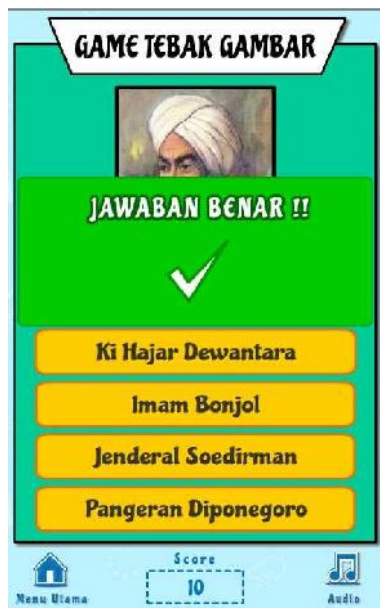 GAME TEBAK GAMBAR
JAWABAN BENAR !!
Ki Hajar Dewantara
Imam Bonjol
Jenderal Soedirman
Pangeran Diponegoro
Score
10
Menu Utama
Audio